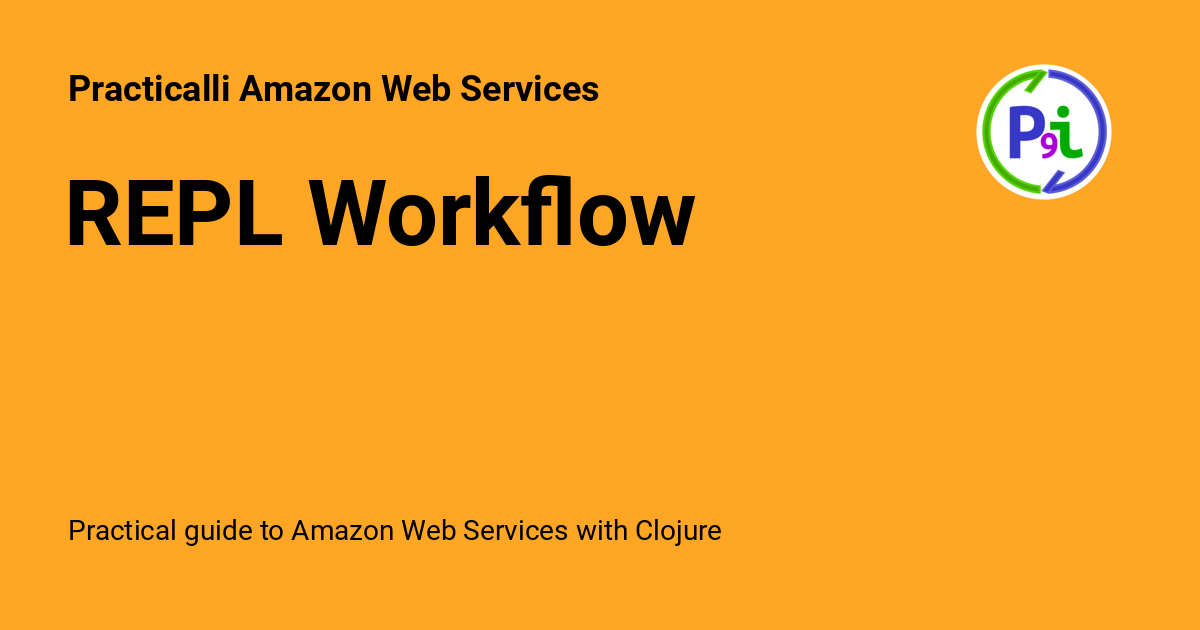 Practicalli Amazon Web Services
P9i
REPL Workflow
Practical guide to Amazon Web Services with Clojure